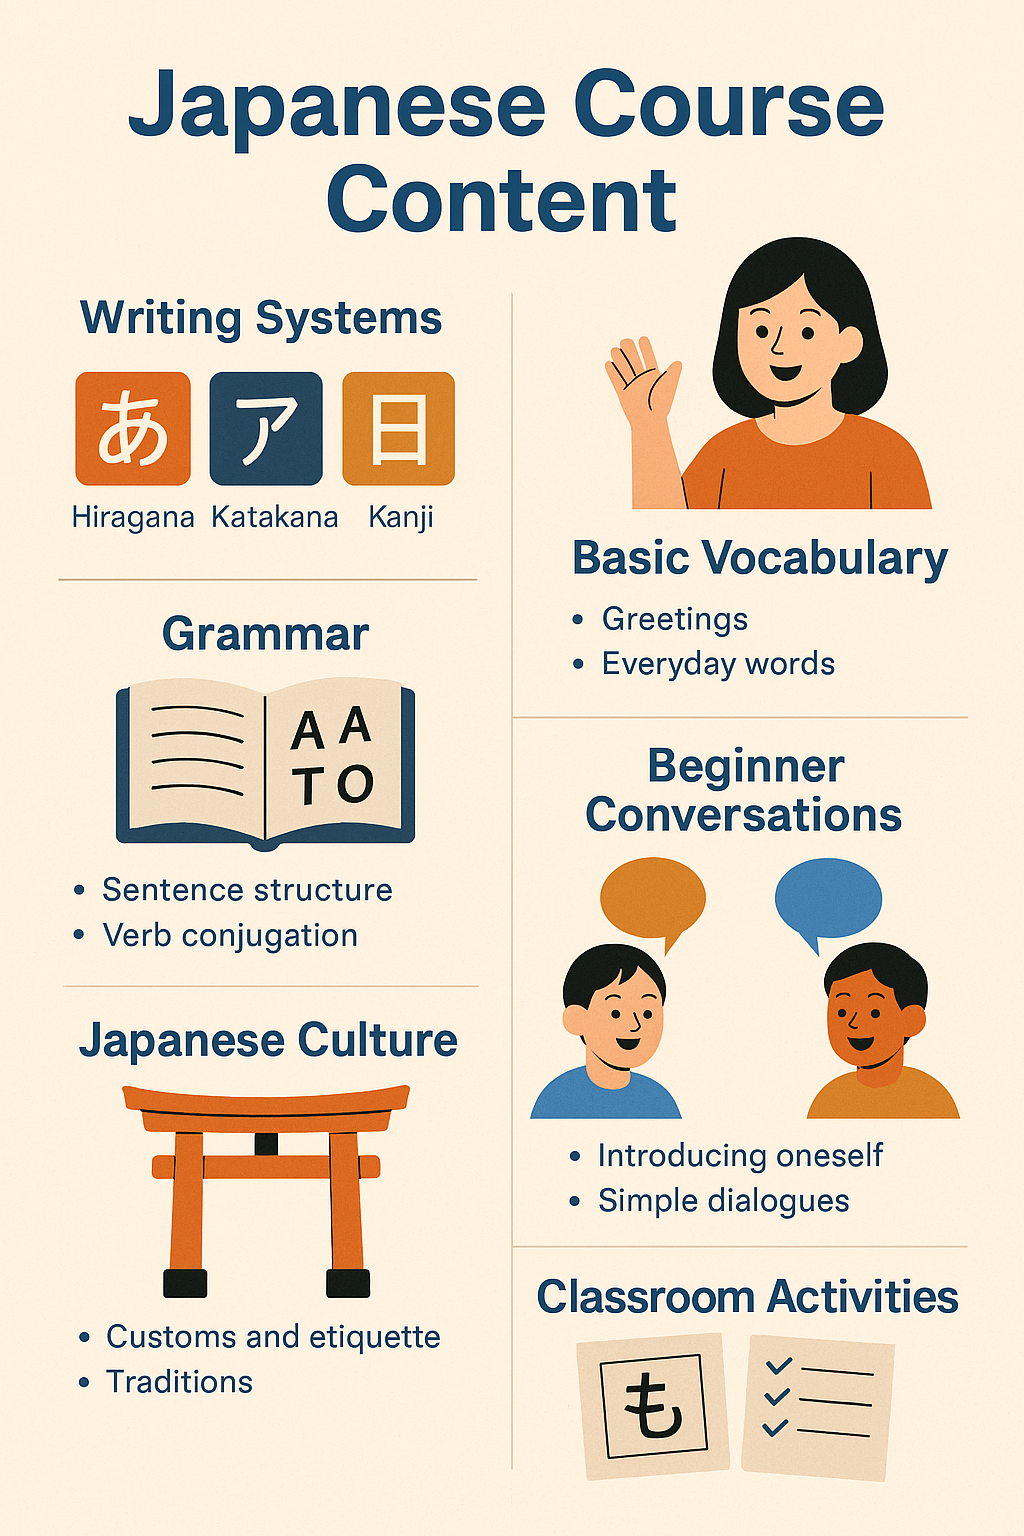 Japanese Course
Content
Writing Systems
あ ア 日
Hiragana Katakana Kanji
Grammar
A A
T O
• Sentence structure
• Verb conjugation
Japanese Culture
• Customs and etiquette
• Traditions
Basic Vocabulary
• Greetings
• Everyday words
Beginner
Conversations
• Introducing oneself
• Simple dialogues
Classroom Activities
も